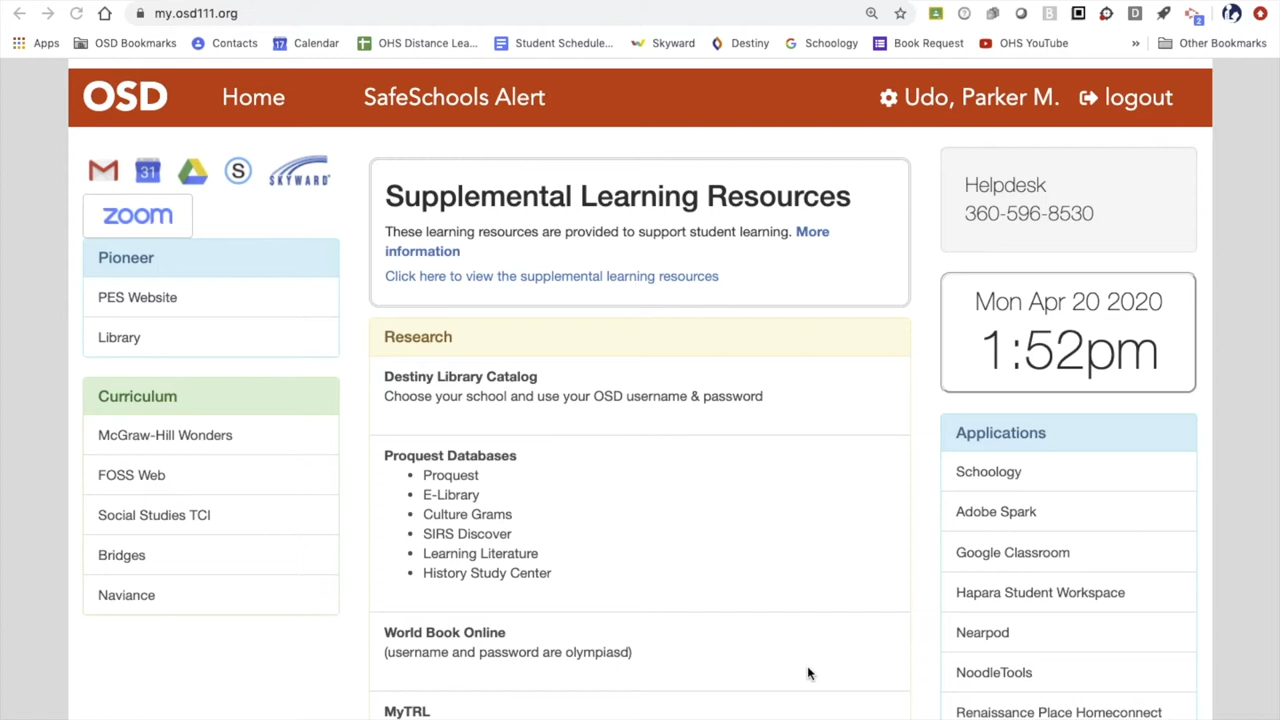 my.osd111.org
Apps
OSD Bookmarks
Contacts
17 Calendar
OHS Distance Lea...
Student Schedule...
Skyward
Destiny
G Schoology
Book Request
OHS YouTube
»
Other Bookmarks
OSD
Home
SafeSchools Alert
Udo, Parker M.
logout
31
S
SKYWARD
zoom
Pioneer
PES Website
Library
Curriculum
McGraw-Hill Wonders
FOSS Web
Social Studies TCI
Bridges
Naviance
Supplemental Learning Resources
These learning resources are provided to support student learning. More
information
Click here to view the supplemental learning resources
Research
Destiny Library Catalog
Choose your school and use your OSD username & password
Proquest Databases
• Proquest
• E-Library
• Culture Grams
• SIRS Discover
• Learning Literature
• History Study Center
World Book Online
(username and password are olympiasd)
MyTRL
Helpdesk
360-596-8530
Mon Apr 20 2020
1:52pm
Applications
Schoology
Adobe Spark
Google Classroom
Hapara Student Workspace
Nearpod
NoodleTools
Renaissance Place Homeconnect